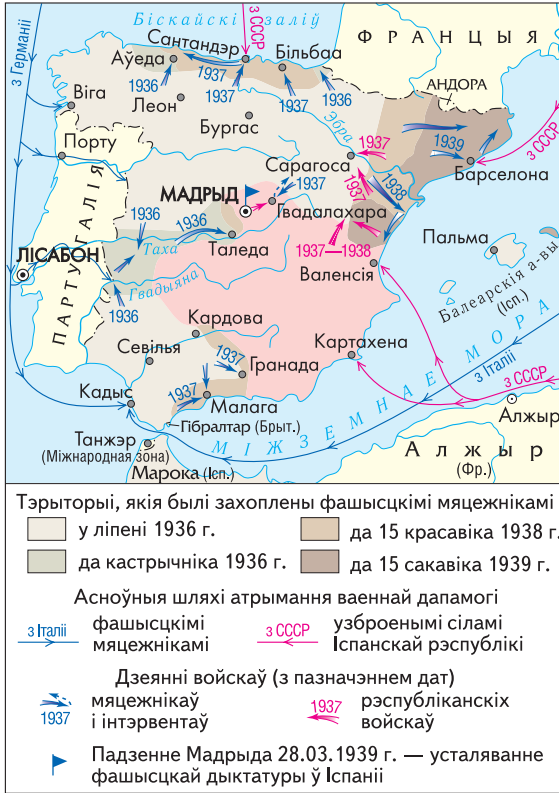 Біскайскі заліў
з СССР
ФРАНЦЫЯ
Сантандэр
Аўеда
Більбаа
1937
1936
1937
1937
1936
з Германіі
АНДОРА
Віга
Леон
Бургас
Эбра
Порту
1937
1939
з СССР
Сарагоса
Барселона
1937
1937
1938
МАДРЫД
Гвадалахара
1936
1936
ПАРТУГАЛІЯ
ЛІСАБОН
Таха
Таледа
1937—1938
Пальма
Валенсія
Гвадыяна
Балеарскія а-вы
(Ісп.)
1936
Кардова
Севілья
Картахена
1937
Гранада
МІЖЗЕМНАЕ МОРА
з Італіі
з СССР
Кадыс
1937
Малага
Гібралтар (Брыт.)
Алжыр
Танжэр
(Міжнародная зона)
Алжыр
(Фр.)
Марока (Ісп.)
Тэрыторыі, якія былі захоплены фашысцкімі мяцежнікамі
у ліпені 1936 г.
да 15 красавіка 1938 г.
да кастрычніка 1936 г.
да 15 сакавіка 1939 г.
Асноўныя шляхі атрымання ваеннай дапамогі
з Італіі
фашысцкімі
мяцежнікамі
з СССР
узброенымі сіламі
Іспанскай рэспублікі
Дзеянні войскаў (з пазначэннем дат)
1937
мяцежнікаў
і інтэрвентаў
1937
рэспубліканскіх
войскаў
Падзенне Мадрыда 28.03.1939 г. — усталяванне
фашысцкай дыктатуры ў Іспаніі